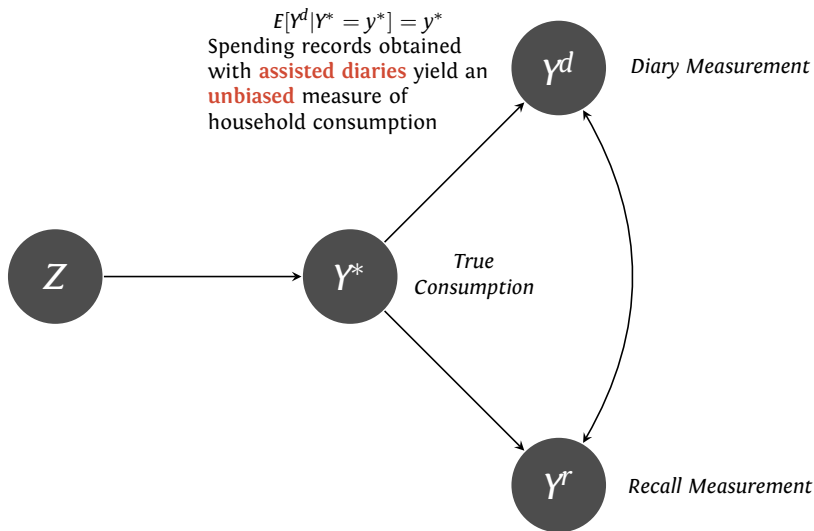 E[Y^d|Y* = y*] = y*
Spending records obtained
with assisted diaries yield an
unbiased measure of
household consumption
Y^d
Diary Measurement
Z
Y*
True
Consumption
Y^r
Recall Measurement